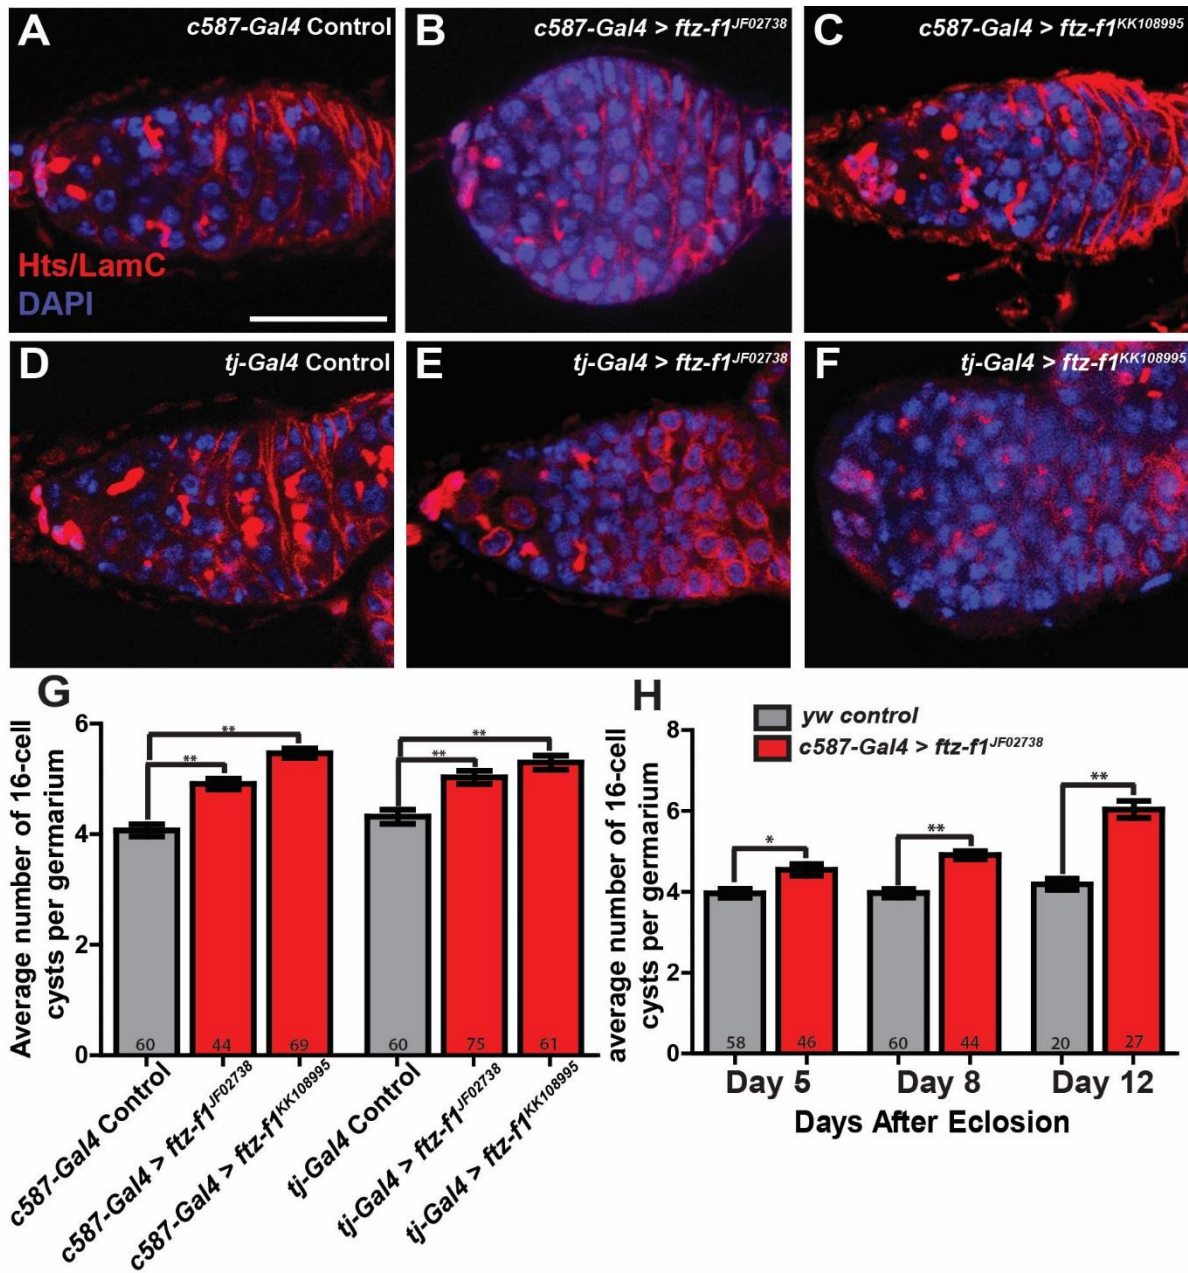 A
c587-Gal4 Control
B
c587-Gal4 > ftz-f1JF02738
C
c587-Gal4 > ftz-f1KK108995
Hts/LamC
DAPI
D
tj-Gal4 Control
E
tj-Gal4 > ftz-f1JF02738
F
tj-Gal4 > ftz-f1KK108995
G
Average number of 16-cell
cysts per germarium
6
4
2
0
**
**
**
**
60
44
69
60
75
61
c587-Gal4 Control
c587-Gal4 > ftz-f1JF02738
c587-Gal4 > ftz-f1KK108995
tj-Gal4 Control
tj-Gal4 > ftz-f1JF02738
tj-Gal4 > ftz-f1KK108995
H
yw control
c587-Gal4 > ftz-f1JF02738
average number of 16-cell
cysts per germarium
8
6
4
2
0
*
**
**
58
46
60
44
20
27
Day 5
Day 8
Day 12
Days After Eclosion